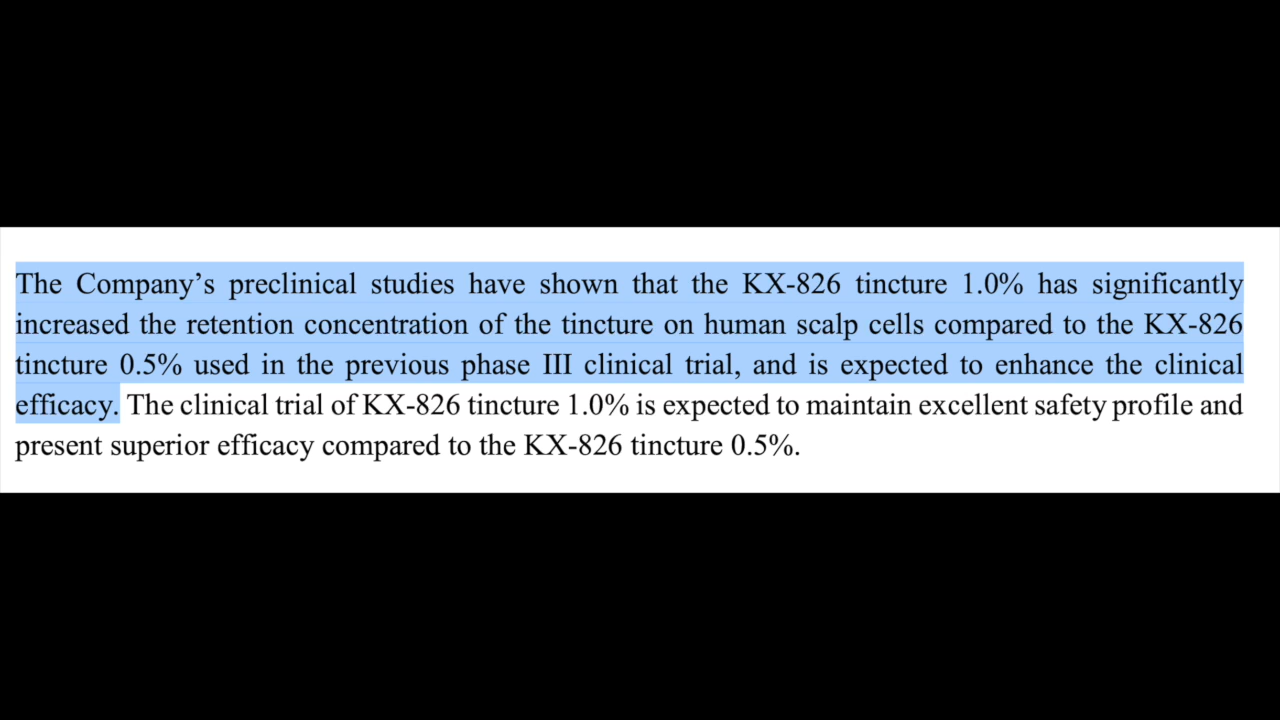 The Company’s preclinical studies have shown that the KX-826 tincture 1.0% has significantly
increased the retention concentration of the tincture on human scalp cells compared to the KX-826
tincture 0.5% used in the previous phase III clinical trial, and is expected to enhance the clinical
efficacy. The clinical trial of KX-826 tincture 1.0% is expected to maintain excellent safety profile and
present superior efficacy compared to the KX-826 tincture 0.5%.